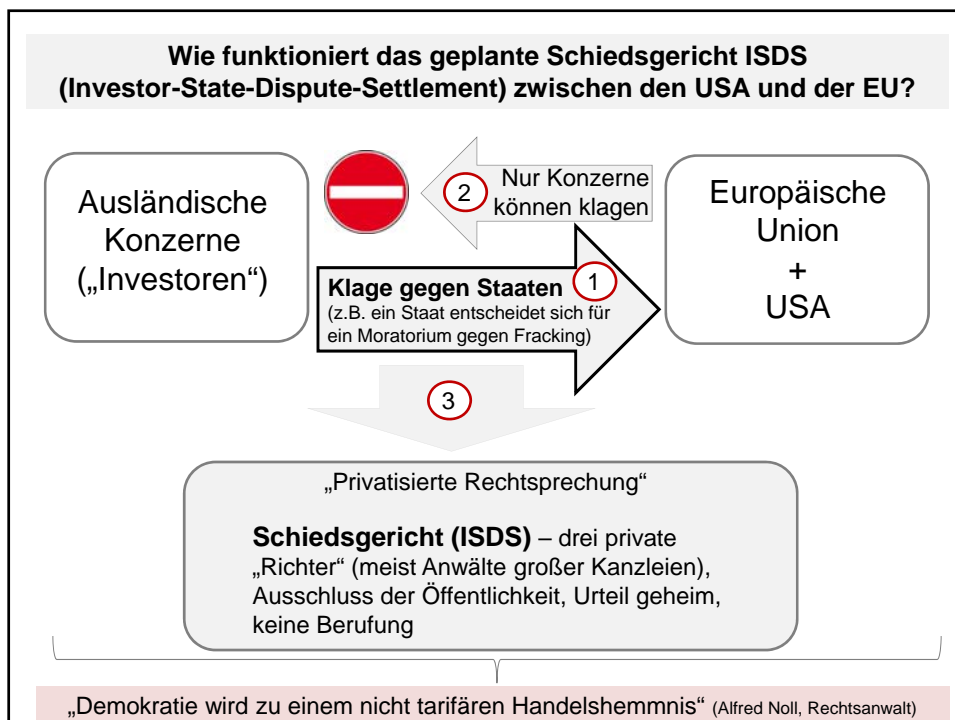 Wie funktioniert das geplante Schiedsgericht ISDS
(Investor-State-Dispute-Settlement) zwischen den USA und der EU?
Ausländische
Konzerne
(„Investoren“)
2
Nur Konzerne
können klagen
Europäische
Union
+
USA
Klage gegen Staaten
1
(z.B. ein Staat entscheidet sich für
ein Moratorium gegen Fracking)
3
„Privatisierte Rechtsprechung“
Schiedsgericht (ISDS) – drei private
„Richter“ (meist Anwälte großer Kanzleien),
Ausschluss der Öffentlichkeit, Urteil geheim,
keine Berufung
„Demokratie wird zu einem nicht tarifären Handelshemmnis“ (Alfred Noll, Rechtsanwalt)